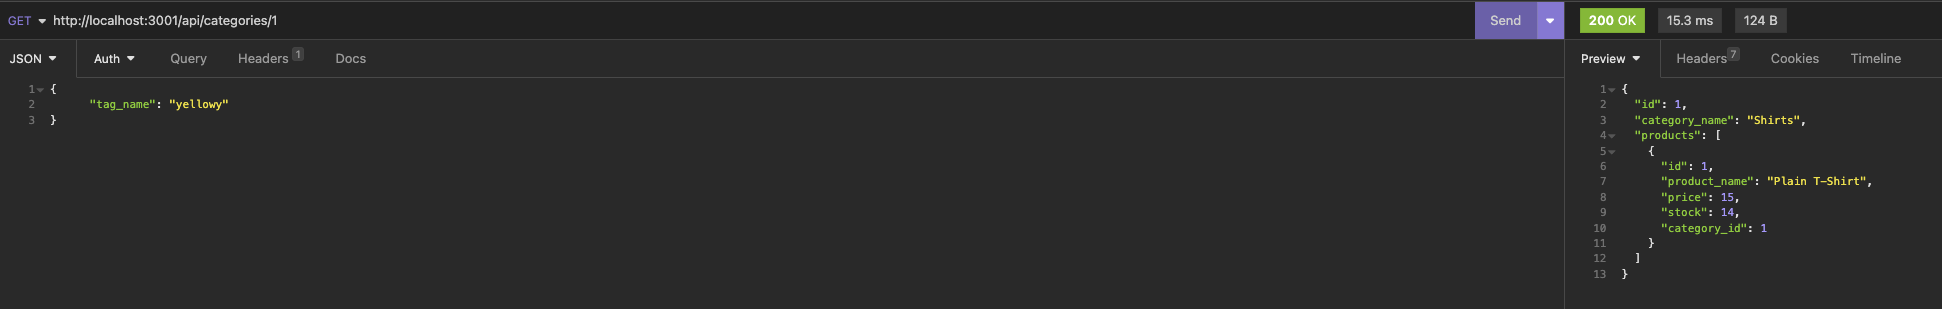 GET http://localhost:3001/api/categories/1 Send 200 OK 15.3 ms 124 B
JSON Auth Query Headers 1 Docs Preview Headers 7 Cookies Timeline
1 {
2 "tag_name": "yellowy"
3 }
1 {
2 "id": 1,
3 "category_name": "Shirts",
4 "products": [
5 {
6 "id": 1,
7 "product_name": "Plain T-Shirt",
8 "price": 15,
9 "stock": 14,
10 "category_id": 1
11 }
12 ]
13 }